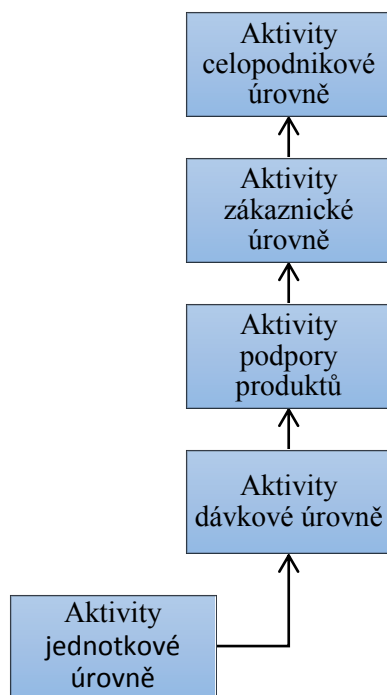 Aktivity
celopodnikové
úrovně
Aktivity
zákaznické
úrovně
Aktivity
podpory
produktů
Aktivity
dávkové úrovně
Aktivity
jednotkové
úrovně